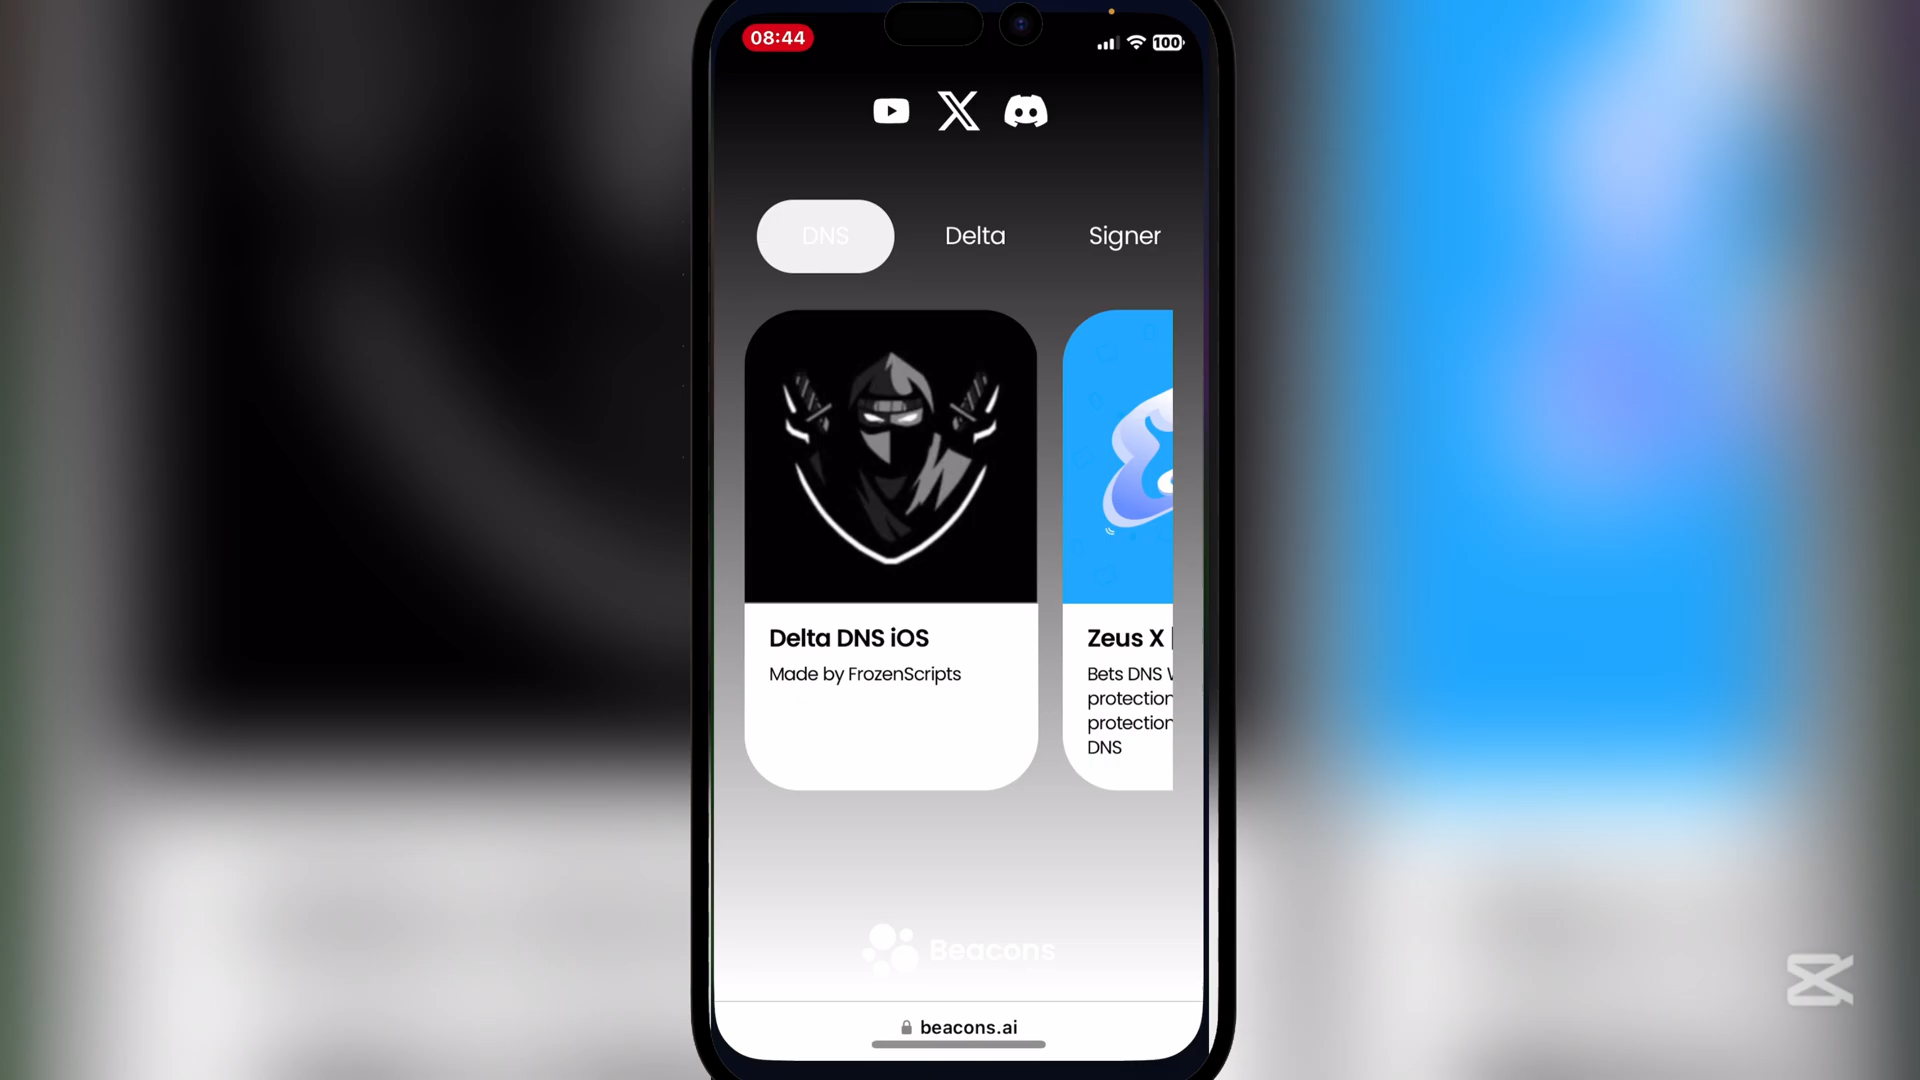 08:44
100
DNS
Delta
Signer
Delta DNS iOS
Made by FrozenScripts
Zeus X
Bets DNS
protection
protection
DNS
Beacons
beacons.ai